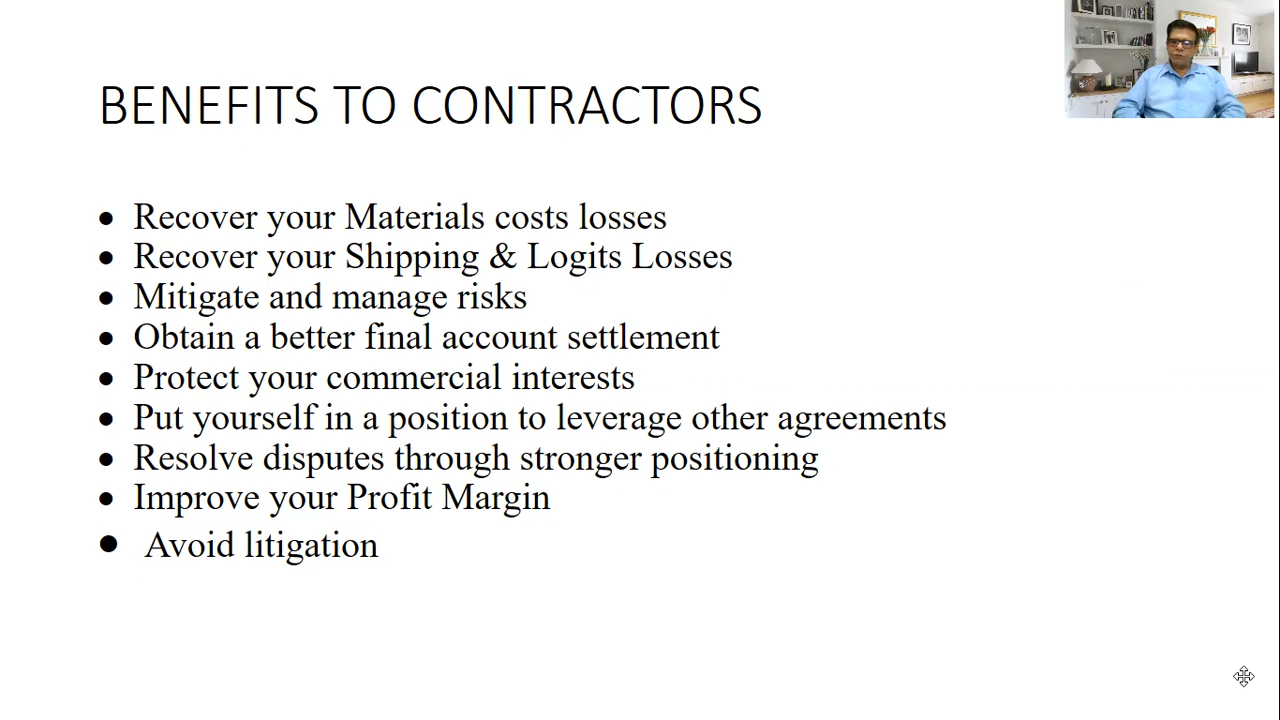 BENEFITS TO CONTRACTORS
• Recover your Materials costs losses
• Recover your Shipping & Logits Losses
• Mitigate and manage risks
• Obtain a better final account settlement
• Protect your commercial interests
• Put yourself in a position to leverage other agreements
• Resolve disputes through stronger positioning
• Improve your Profit Margin
• Avoid litigation